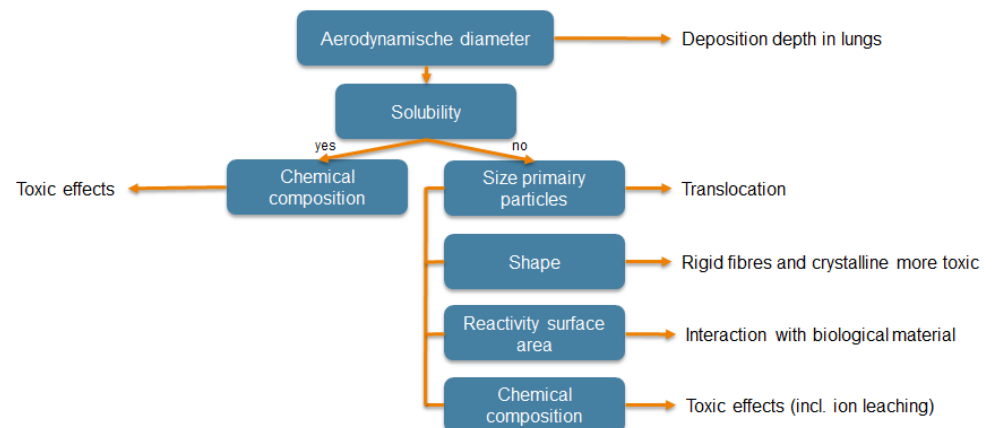 Aerodynamische diameter
Deposition depth in lungs
Solubility
yes
no
Toxic effects
Chemical
composition
Size primairy
particles
Translocation
Shape
Rigid fibres and crystalline more toxic
Reactivity surface
area
Interaction with biological material
Chemical
composition
Toxic effects (incl. ion leaching)